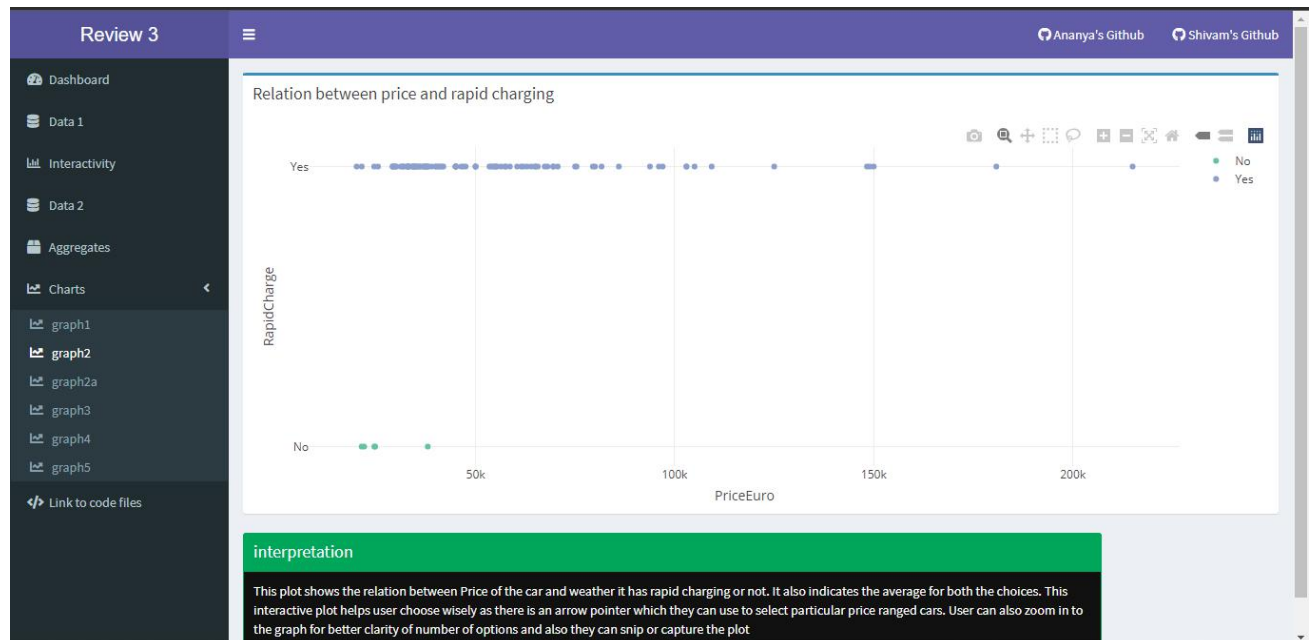 Review 3
Ananya's Github
Shivam's Github
Dashboard
Data 1
Interactivity
Data 2
Aggregates
Charts
graph1
graph2
graph2a
graph3
graph4
graph5
Link to code files
Relation between price and rapid charging
No
Yes
Yes
RapidCharge
No
50k
100k
150k
200k
PriceEuro
interpretation
This plot shows the relation between Price of the car and weather it has rapid charging or not. It also indicates the average for both the choices. This
interactive plot helps user choose wisely as there is an arrow pointer which they can use to select particular price ranged cars. User can also zoom in to
the graph for better clarity of number of options and also they can snip or capture the plot